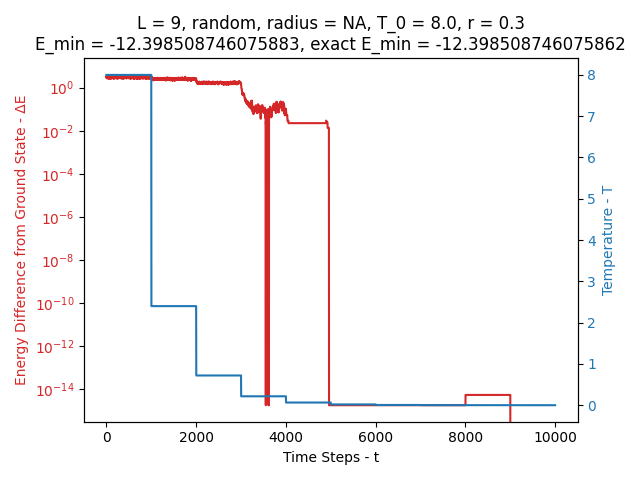 L = 9, random, radius = NA, T_0 = 8.0, r = 0.3
E_min = -12.398508746075883, exact E_min = -12.398508746075862
Energy Difference from Ground State - ΔE
10^0
10^-2
10^-4
10^-6
10^-8
10^-10
10^-12
10^-14
8
7
6
5
4
3
2
1
0
Temperature - T
0 2000 4000 6000 8000 10000
Time Steps - t